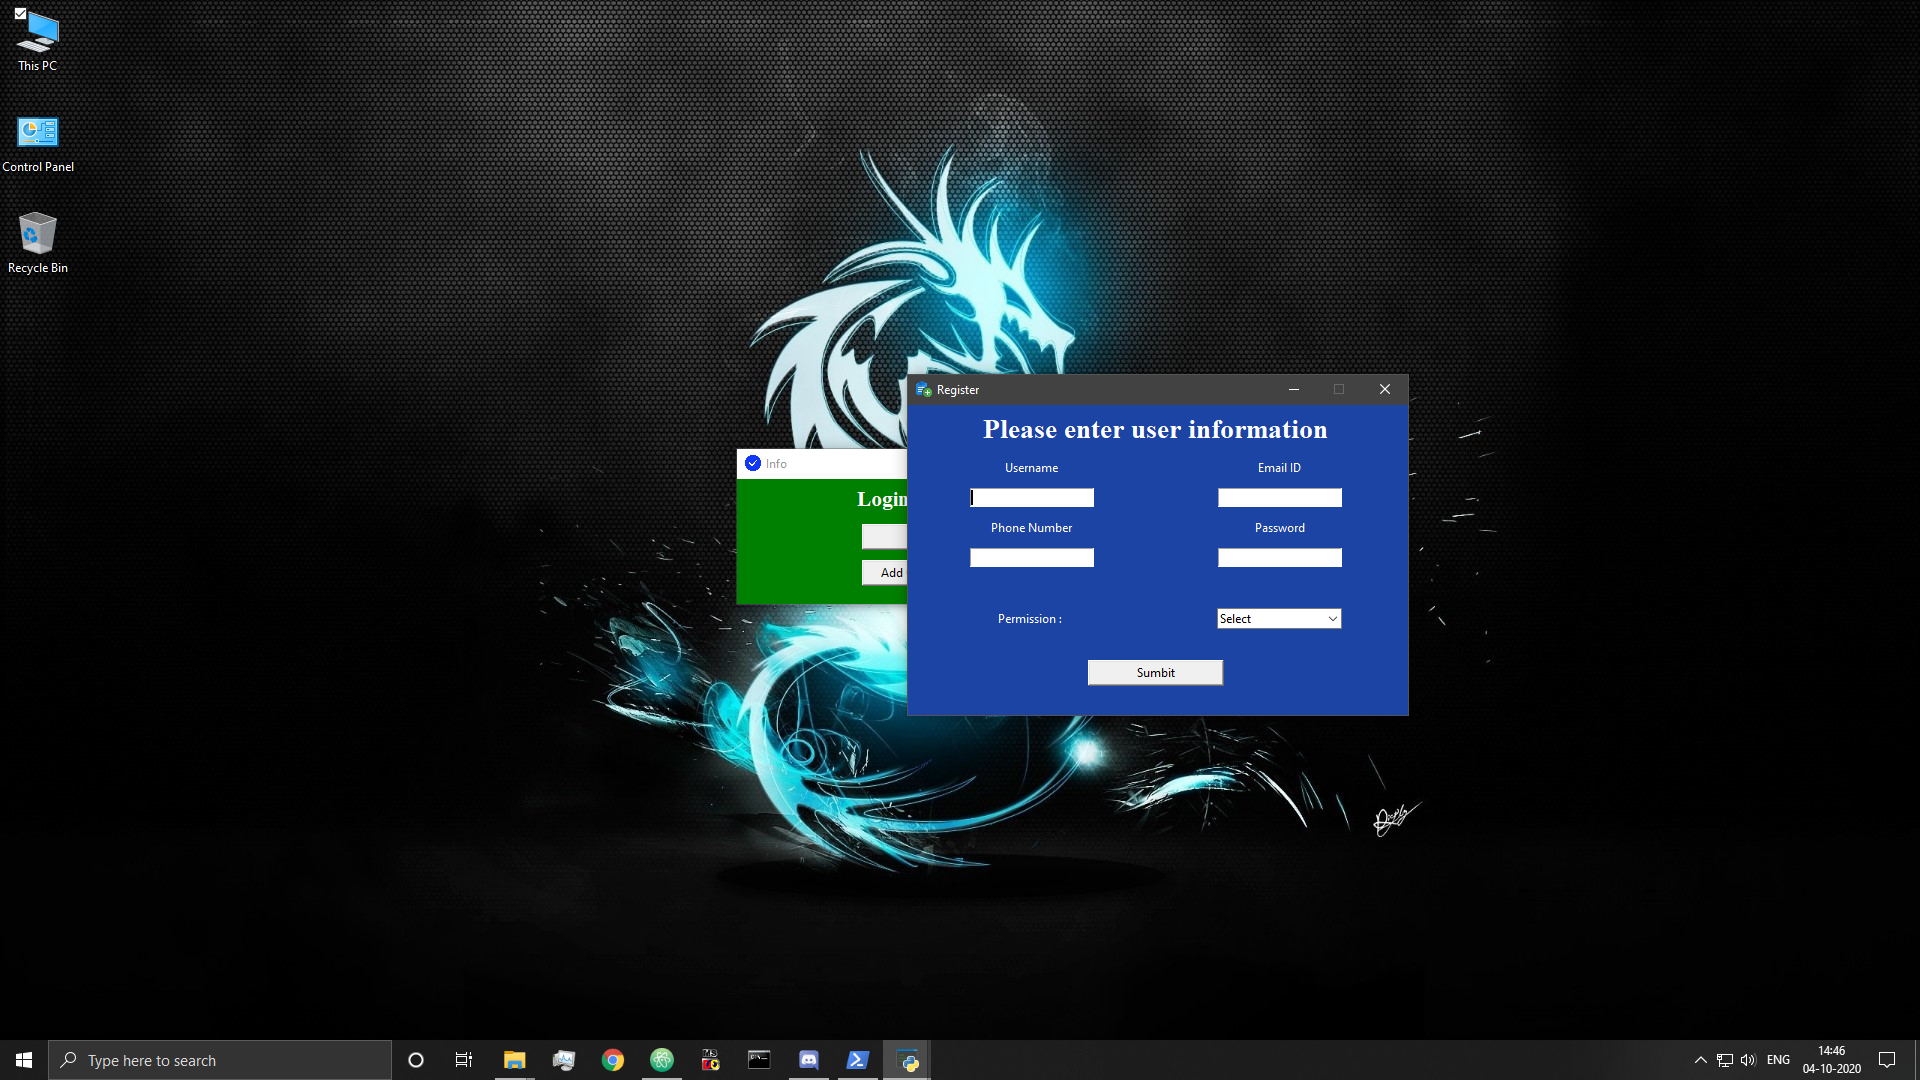 This PC
Control Panel
Recycle Bin
Info
Login
Add
Register
Please enter user information
Username
Email ID
Phone Number
Password
Permission :
Select
Sumbit
Type here to search
ENG
14:46
04-10-2020